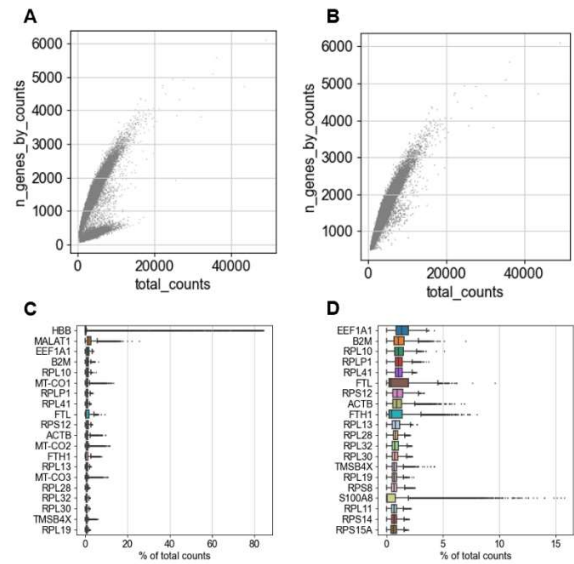 A
6000
5000
4000
3000
2000
1000
0
n_genes_by_counts
0 20000 40000
total_counts
B
6000
5000
4000
3000
2000
1000
n_genes_by_counts
0 20000 40000
total_counts
C
HBB
MALAT1
EEF1A1
B2M
RPL10
MT-CO1
RPLP1
RPL41
FTL
RPS12
ACTB
MT-CO2
FTH1
RPL13
MT-CO3
RPL28
RPL32
RPL30
TMSB4X
RPL19
0 20 40 60 80
% of total counts
D
EEF1A1
B2M
RPL10
RPLP1
RPL41
FTL
RPS12
ACTB
FTH1
RPL13
RPL28
RPL32
RPL30
TMSB4X
RPL19
RPS8
S100A8
RPL11
RPS14
RPS15A
0 5 10 15
% of total counts